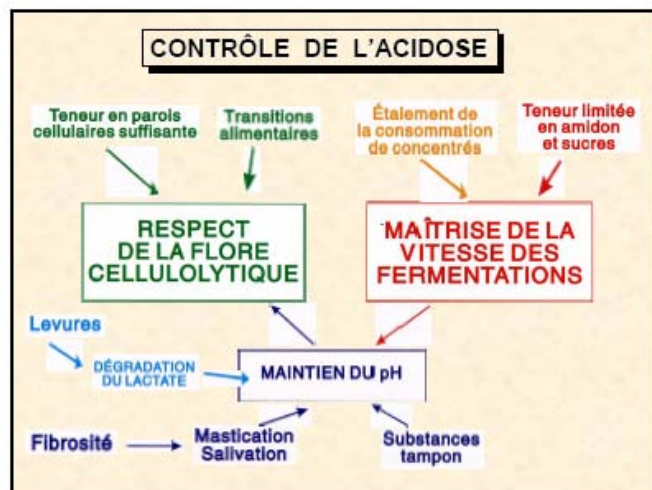 CONTRÔLE DE L'ACIDOSE
Teneur en parois
cellulaires suffisante
Transitions
alimentaires
Étalement de
la consommation
de concentrés
Teneur limitée
en amidon
et sucres
RESPECT
DE LA FLORE
CELLULOLYTIQUE
MAÎTRISE DE LA
VITESSE DES
FERMENTATIONS
Levures
DÉGRADATION
DU LACTATE
MAINTIEN DU pH
Fibrosité
Mastication
Salivation
Substances
tampon